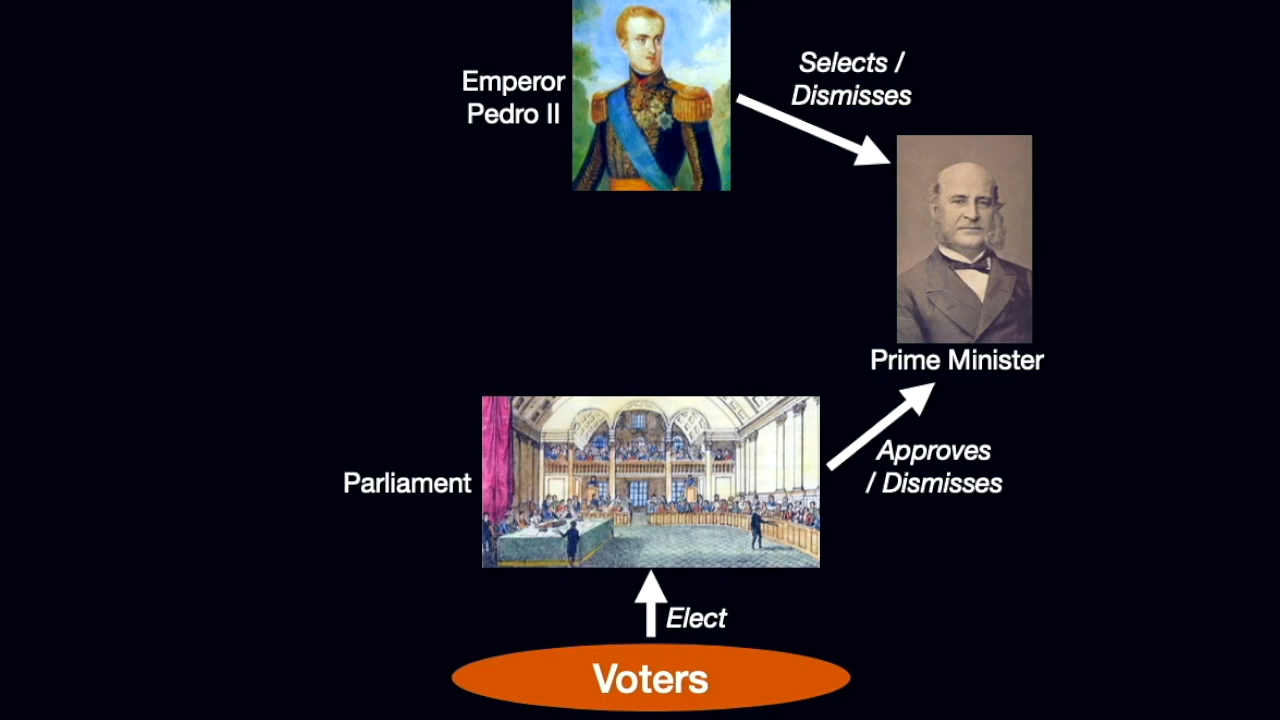 Emperor
Pedro II
Selects /
Dismisses
Prime Minister
Parliament
Approves
/ Dismisses
Elect
Voters